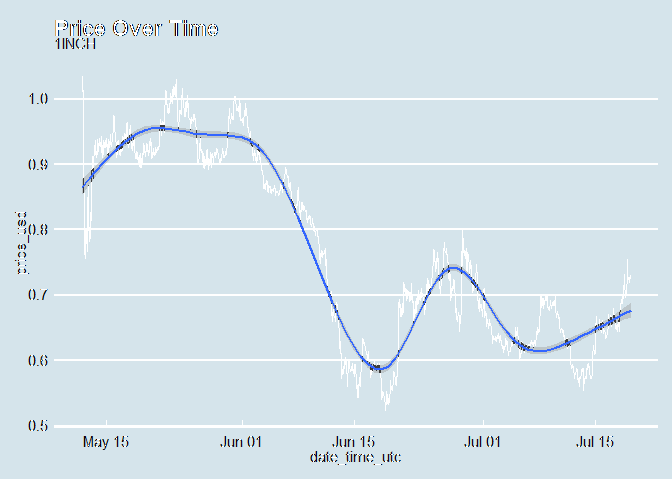 Price Over Time
1INCH
1.0
0.9
0.8
0.7
0.6
0.5
price_usd
May 15
Jun 01
Jun 15
Jul 01
Jul 15
date_time_utc